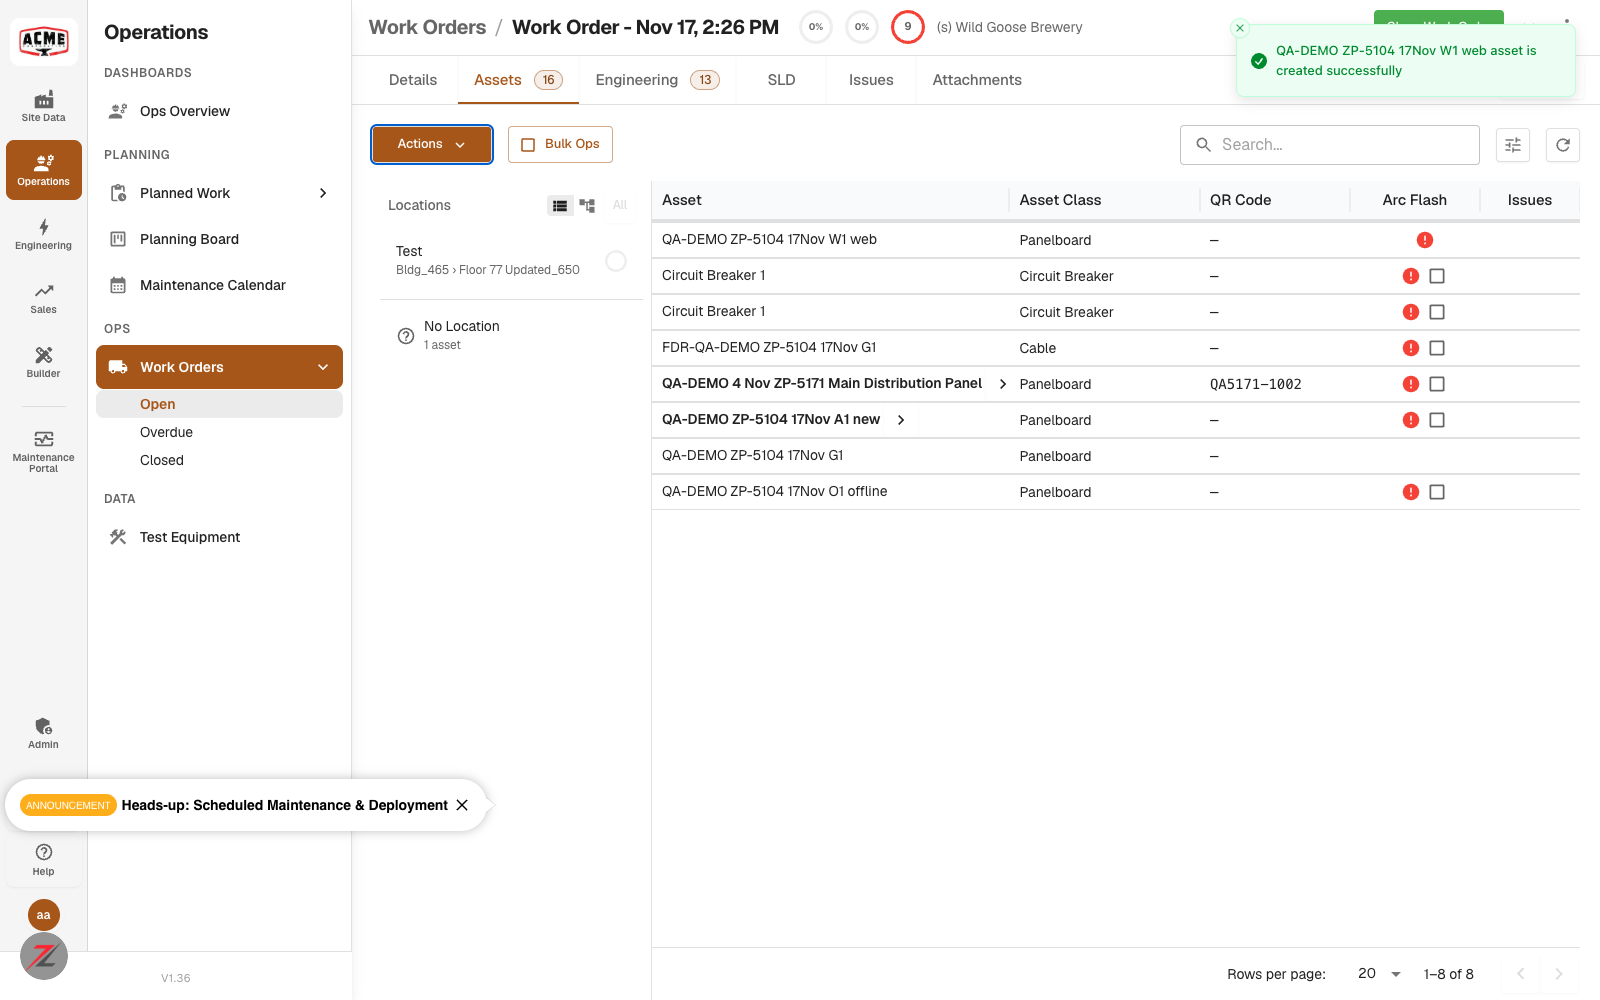 ACME
Site Data
Operations
Engineering
Sales
Builder
Maintenance
Portal
Admin
Help
aa
Operations
DASHBOARDS
Ops Overview
PLANNING
Planned Work
Planning Board
Maintenance Calendar
OPS
Work Orders
Open
Overdue
Closed
DATA
Test Equipment
V1.36
ANNOUNCEMENT Heads-up: Scheduled Maintenance & Deployment
Work Orders / Work Order - Nov 17, 2:26 PM 0% 0% 9 (s) Wild Goose Brewery
QA-DEMO ZP-5104 17Nov W1 web asset is
created successfully
Details Assets 16 Engineering 13 SLD Issues Attachments
Actions Bulk Ops Search...
Locations All
Test
Bldg_465 › Floor 77 Updated_650
No Location
1 asset
Asset Asset Class QR Code Arc Flash Issues
QA-DEMO ZP-5104 17Nov W1 web Panelboard –
Circuit Breaker 1 Circuit Breaker –
Circuit Breaker 1 Circuit Breaker –
FDR-QA-DEMO ZP-5104 17Nov G1 Cable –
QA-DEMO 4 Nov ZP-5171 Main Distribution Panel Panelboard QA5171-1002
QA-DEMO ZP-5104 17Nov A1 new Panelboard –
QA-DEMO ZP-5104 17Nov G1 Panelboard –
QA-DEMO ZP-5104 17Nov O1 offline Panelboard –
Rows per page: 20 1–8 of 8